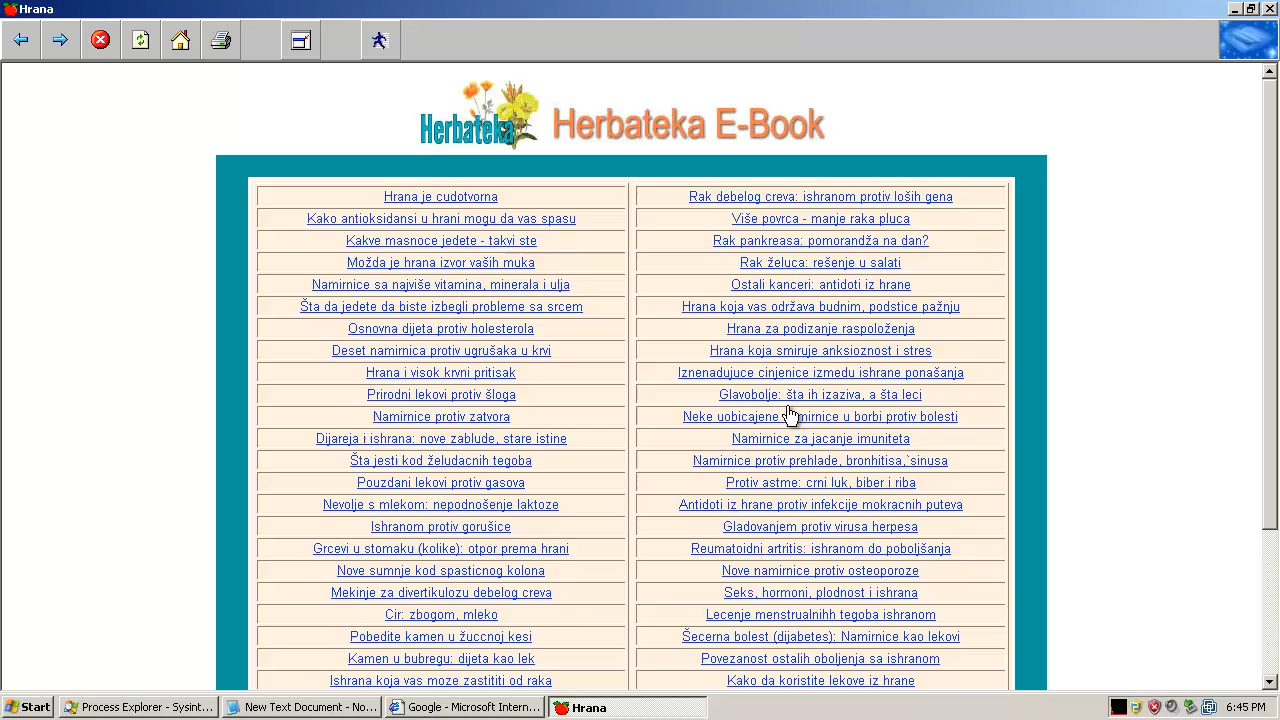 Hrana
Herbateka
Herbateka E-Book
Hrana je cudotvorna
Kako antioksidansi u hrani mogu da vas spasu
Kakve masnoce jedete - takvi ste
Možda je hrana izvor vaših muka
Namirnice sa najviše vitamina, minerala i ulja
Šta da jedete da biste izbegli probleme sa srcem
Osnovna dijeta protiv holesterola
Deset namirnica protiv ugrušaka u krvi
Hrana i visok krvni pritisak
Prirodni lekovi protiv šloga
Namirnice protiv zatvora
Dijareja i ishrana: nove zablude, stare istine
Šta jesti kod želudacnih tegoba
Pouzdani lekovi protiv gasova
Nevolje s mlekom: nepodnošenje laktoze
Ishranom protiv gorušice
Grcevi u stomaku (kolike): otpor prema hrani
Nove sumnje kod spasticnog kolona
Mekinje za divertikulozu debelog creva
Cir: zbogom, mleko
Pobedite kamen u žuccnoj kesi
Kamen u bubregu: dijeta kao lek
Ishrana koja vas moze zastititi od raka
Rak debelog creva: ishranom protiv loših gena
Više povrca - manje raka pluca
Rak pankreasa: pomorandža na dan?
Rak želuca: rešenje u salati
Ostali kanceri: antidoti iz hrane
Hrana koja vas održava budnim, podstice pažnju
Hrana za podizanje raspoloženja
Hrana koja smiruje anksioznost i stres
Iznenadujuce cinjenice izmedu ishrane ponašanja
Glavobolje: šta ih izaziva, a šta leci
Neke uobicajene namirnice u borbi protiv bolesti
Namirnice za jacanje imuniteta
Namirnice protiv prehlade, bronhitisa,`sinusa
Protiv astme: crni luk, biber i riba
Antidoti iz hrane protiv infekcije mokracnih puteva
Gladovanjem protiv virusa herpesa
Reumatoidni artritis: ishranom do poboljšanja
Nove namirnice protiv osteoporoze
Seks, hormoni, plodnost i ishrana
Lecenje menstrualnihh tegoba ishranom
Šecerna bolest (dijabetes): Namirnice kao lekovi
Povezanost ostalih oboljenja sa ishranom
Kako da koristite lekove iz hrane
Start
Process Explorer - Sysint...
New Text Document - No...
Google - Microsoft Intern...
Hrana
6:45 PM